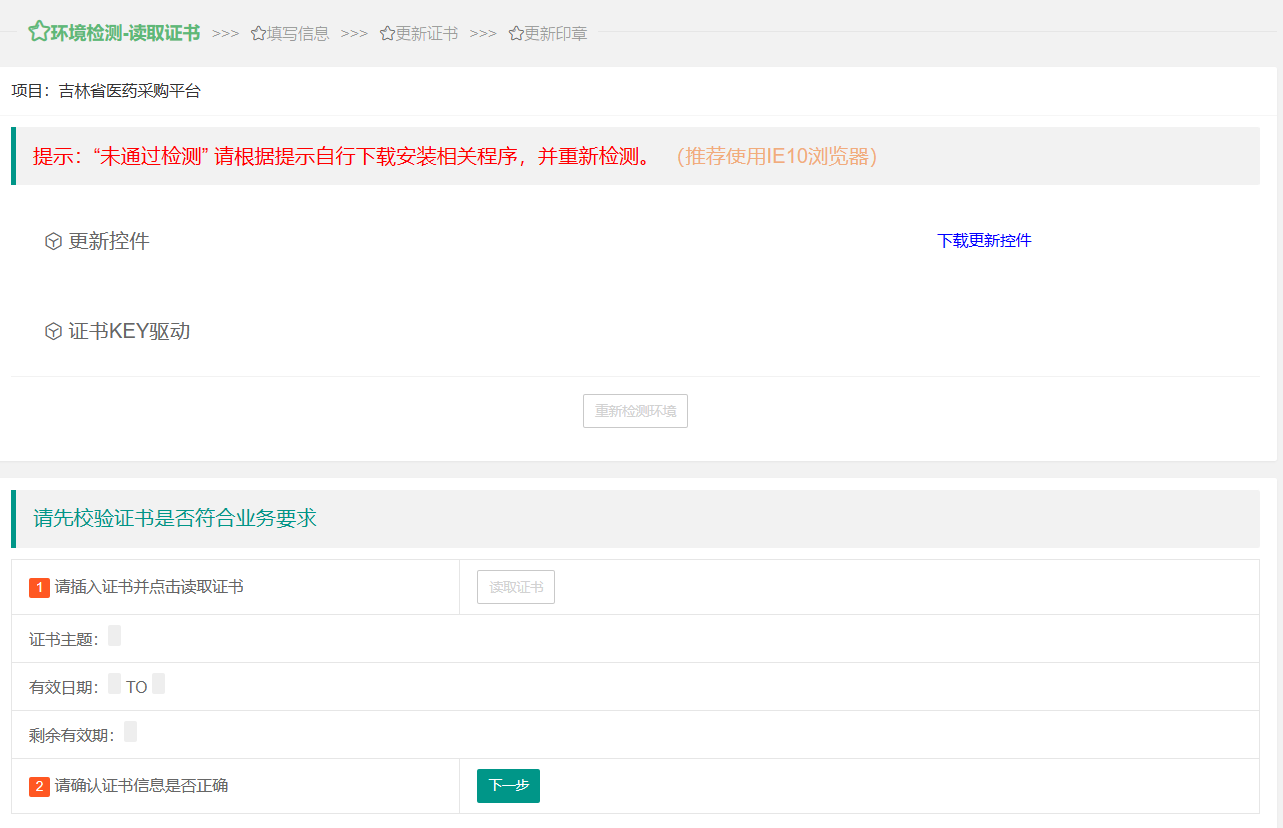 环境检测-读取证书 >>> 填写信息 >>> 更新证书 >>> 更新印章
项目：吉林省医药采购平台
提示：“未通过检测” 请根据提示自行下载安装相关程序，并重新检测。 （推荐使用IE10浏览器）
更新控件 下载更新控件
证书KEY驱动
重新检测环境
请先校验证书是否符合业务要求
1 请插入证书并点击读取证书 读取证书
证书主题：
有效日期： TO
剩余有效期：
2 请确认证书信息是否正确 下一步